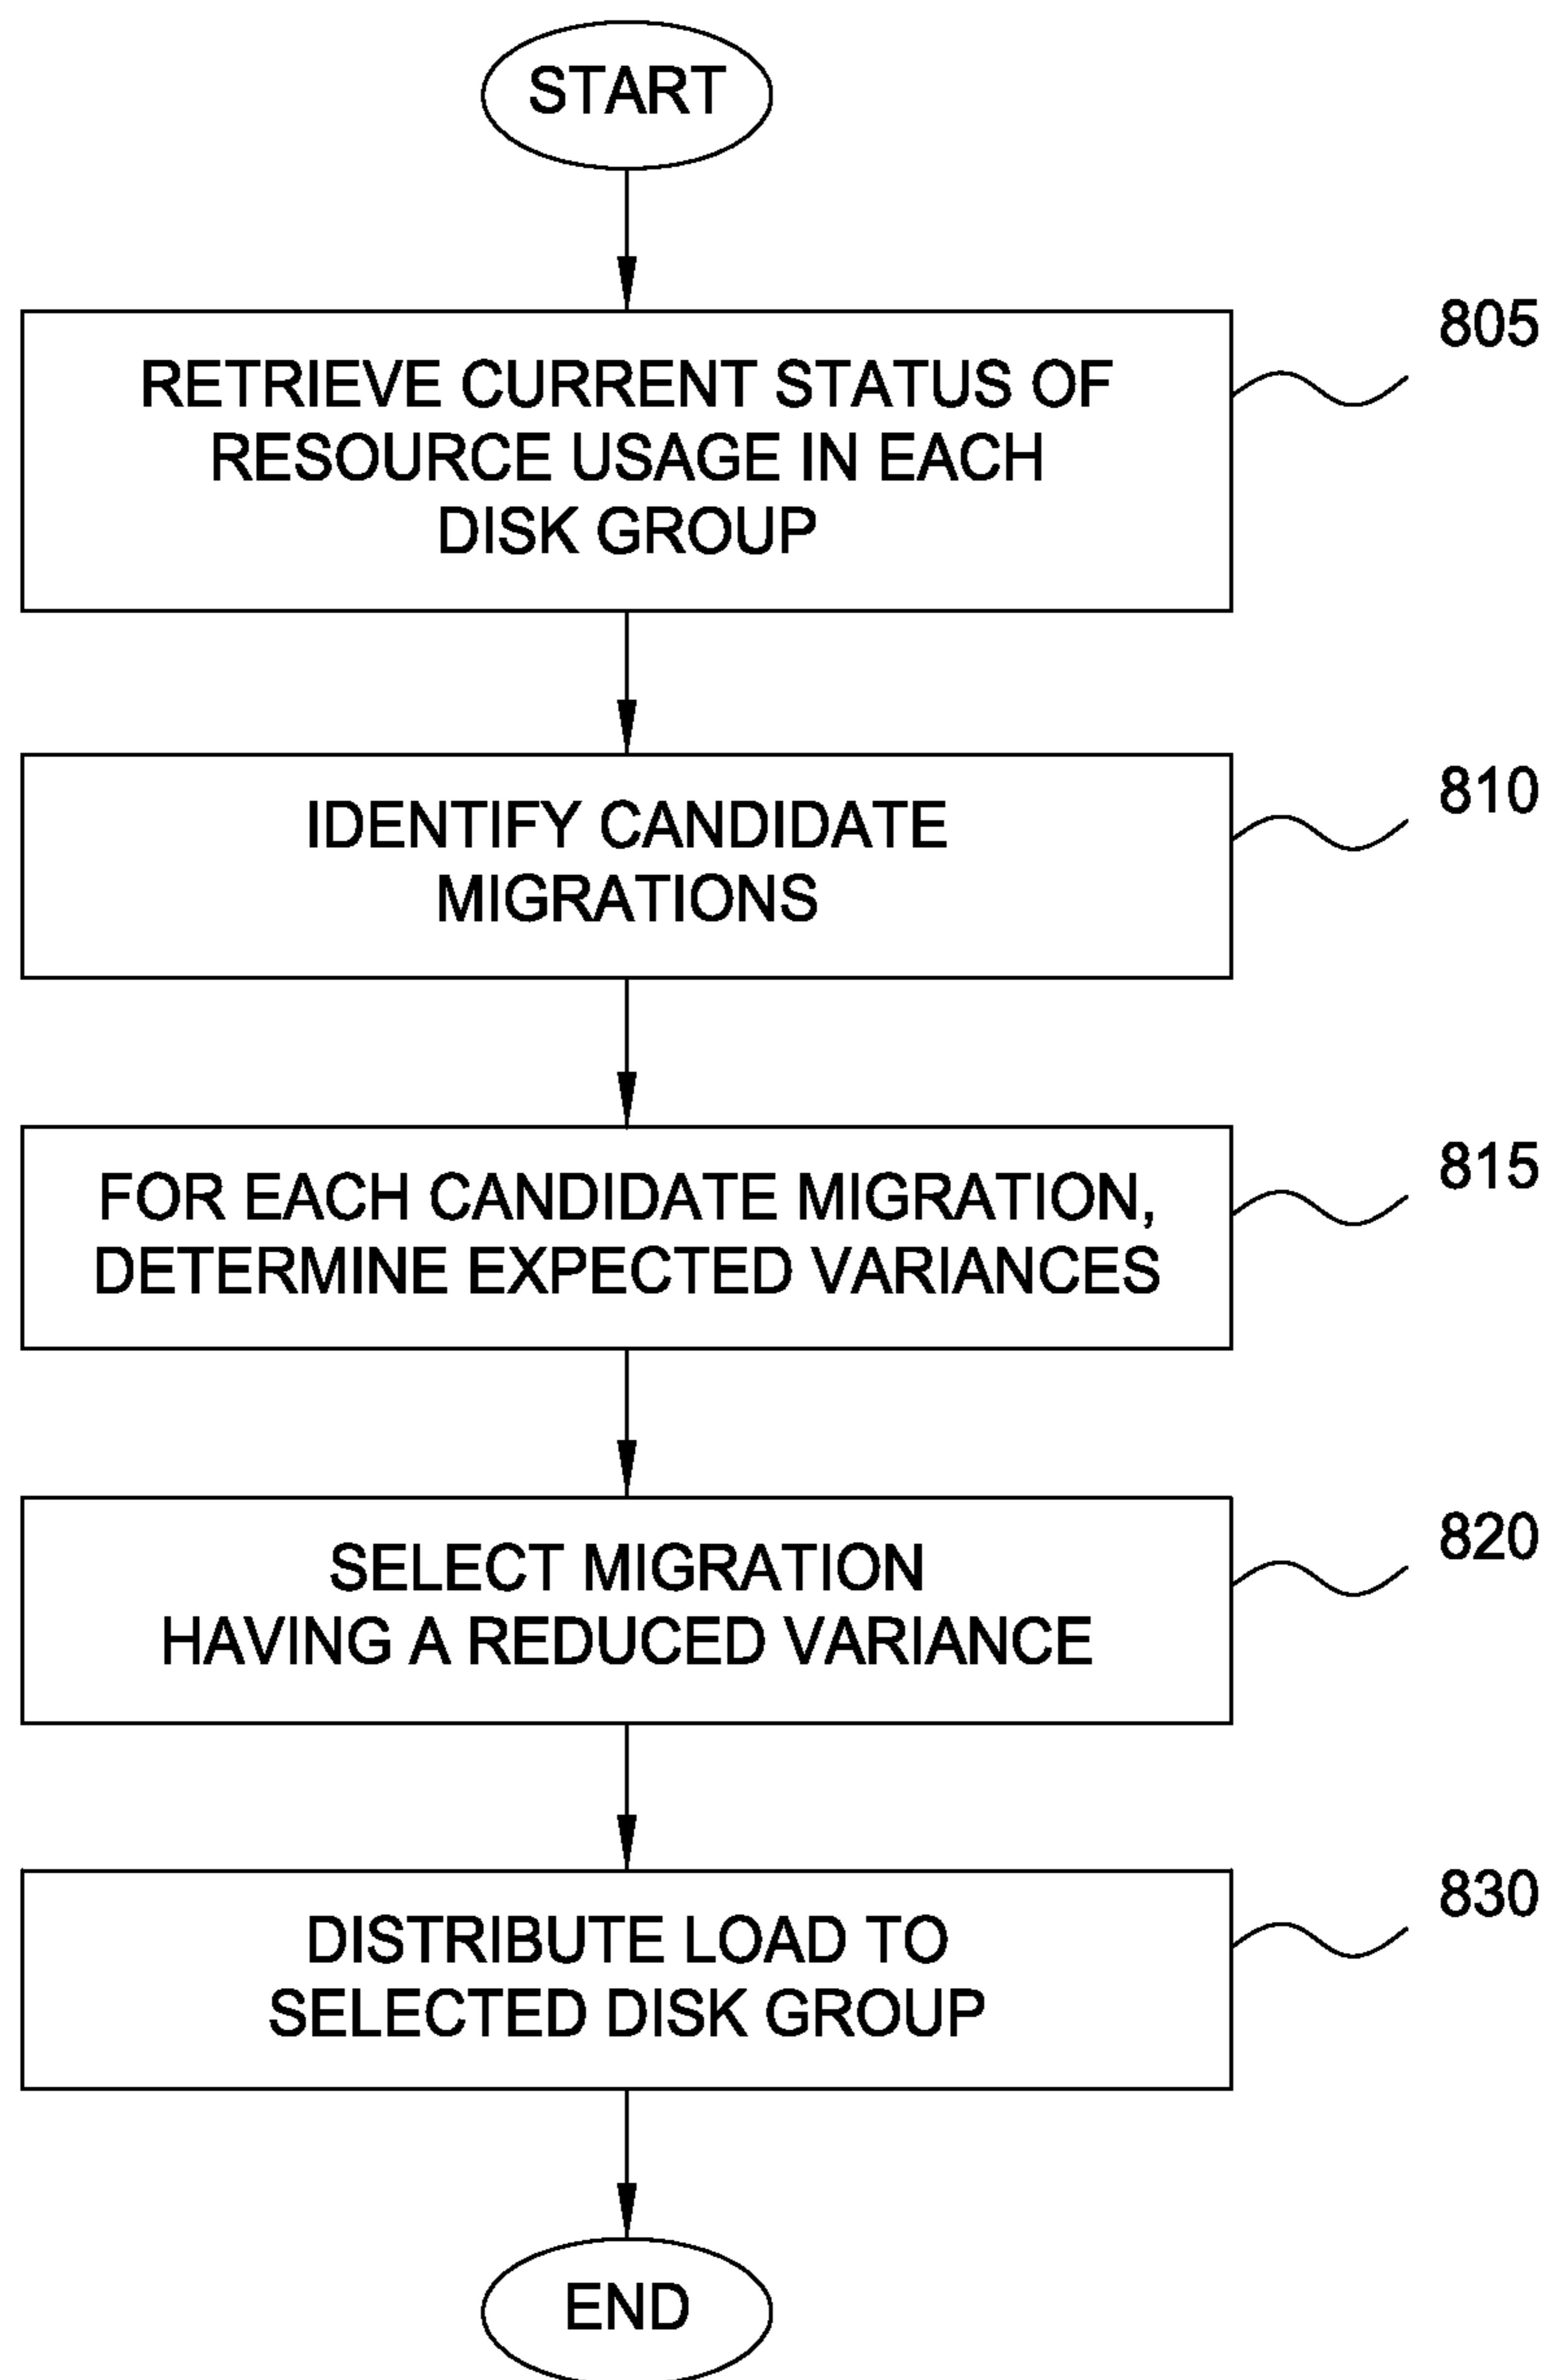 START
RETRIEVE CURRENT STATUS OF
RESOURCE USAGE IN EACH
DISK GROUP
805
IDENTIFY CANDIDATE
MIGRATIONS
810
FOR EACH CANDIDATE MIGRATION,
DETERMINE EXPECTED VARIANCES
815
SELECT MIGRATION
HAVING A REDUCED VARIANCE
820
DISTRIBUTE LOAD TO
SELECTED DISK GROUP
830
END